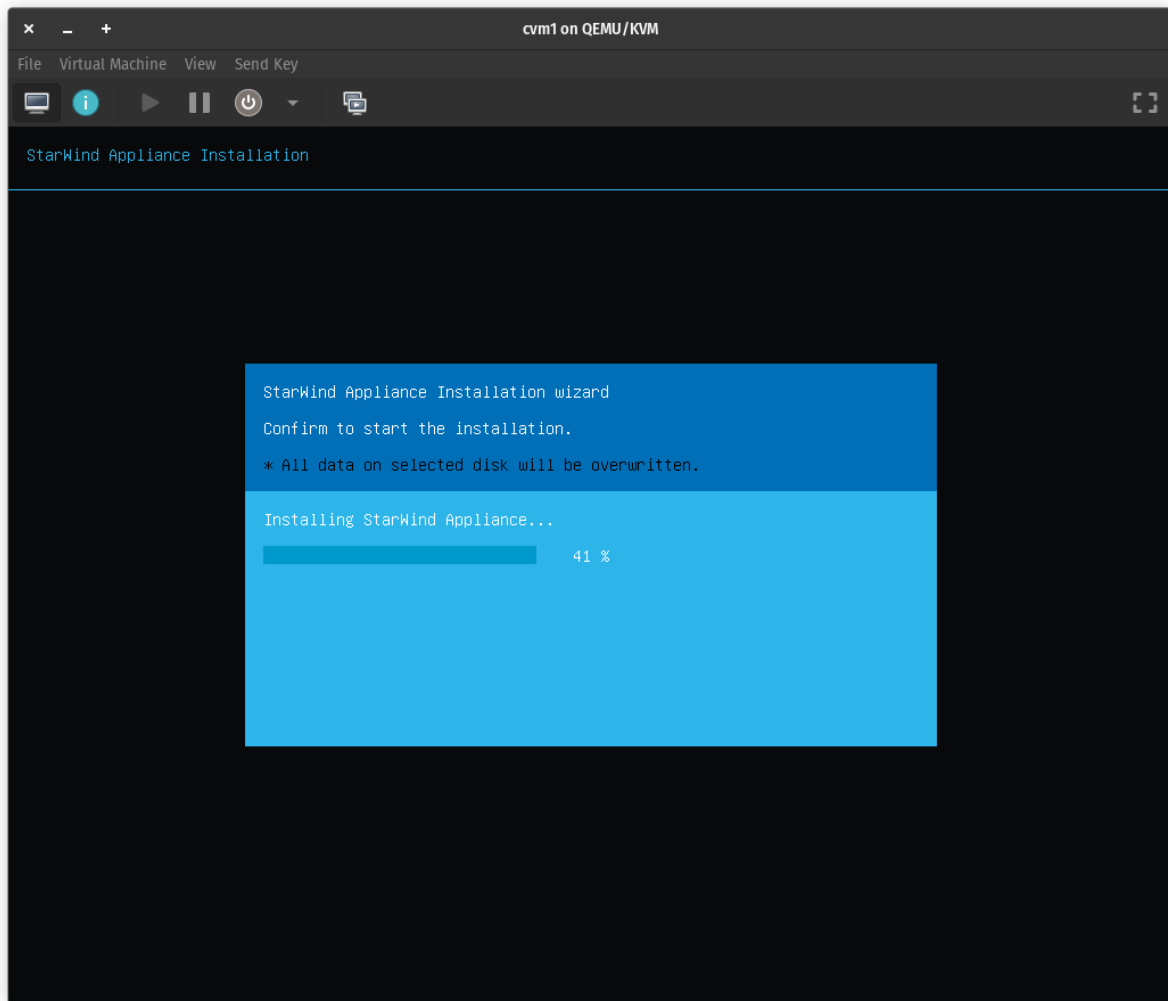 cvm1 on QEMU/KVM
File Virtual Machine View Send Key
StarWind Appliance Installation
StarWind Appliance Installation wizard
Confirm to start the installation.
* All data on selected disk will be overwritten.
Installing StarWind Appliance...
41 %